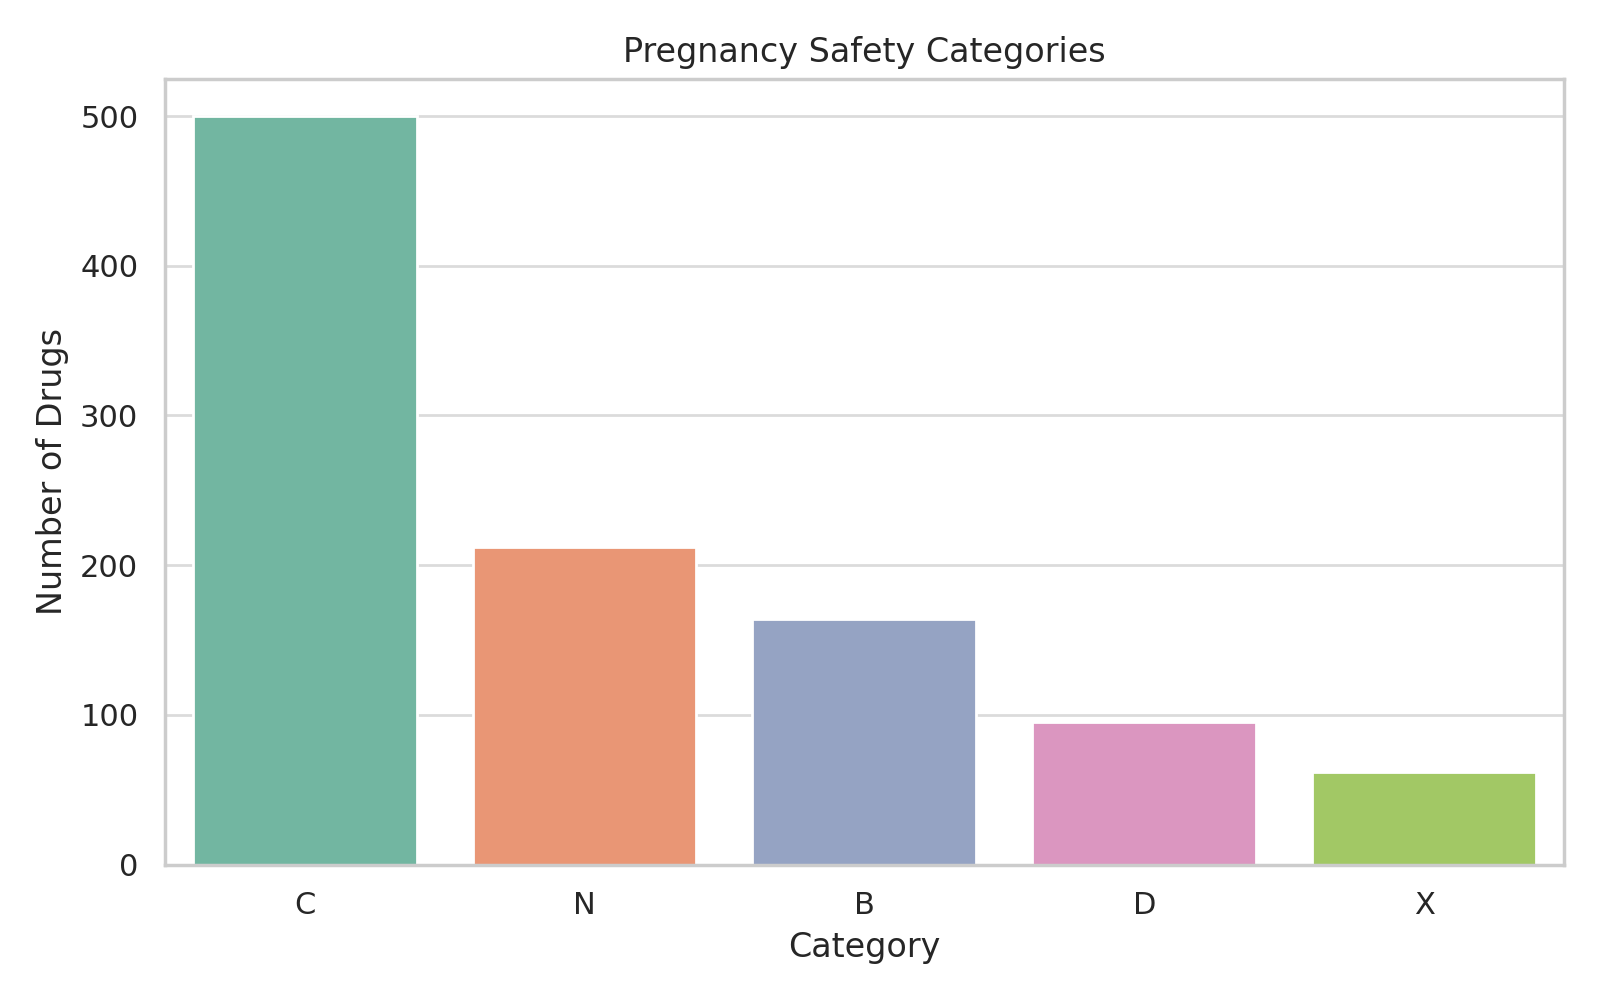 Pregnancy Safety Categories
500
400
300
200
100
0
Number of Drugs
C N B D X
Category